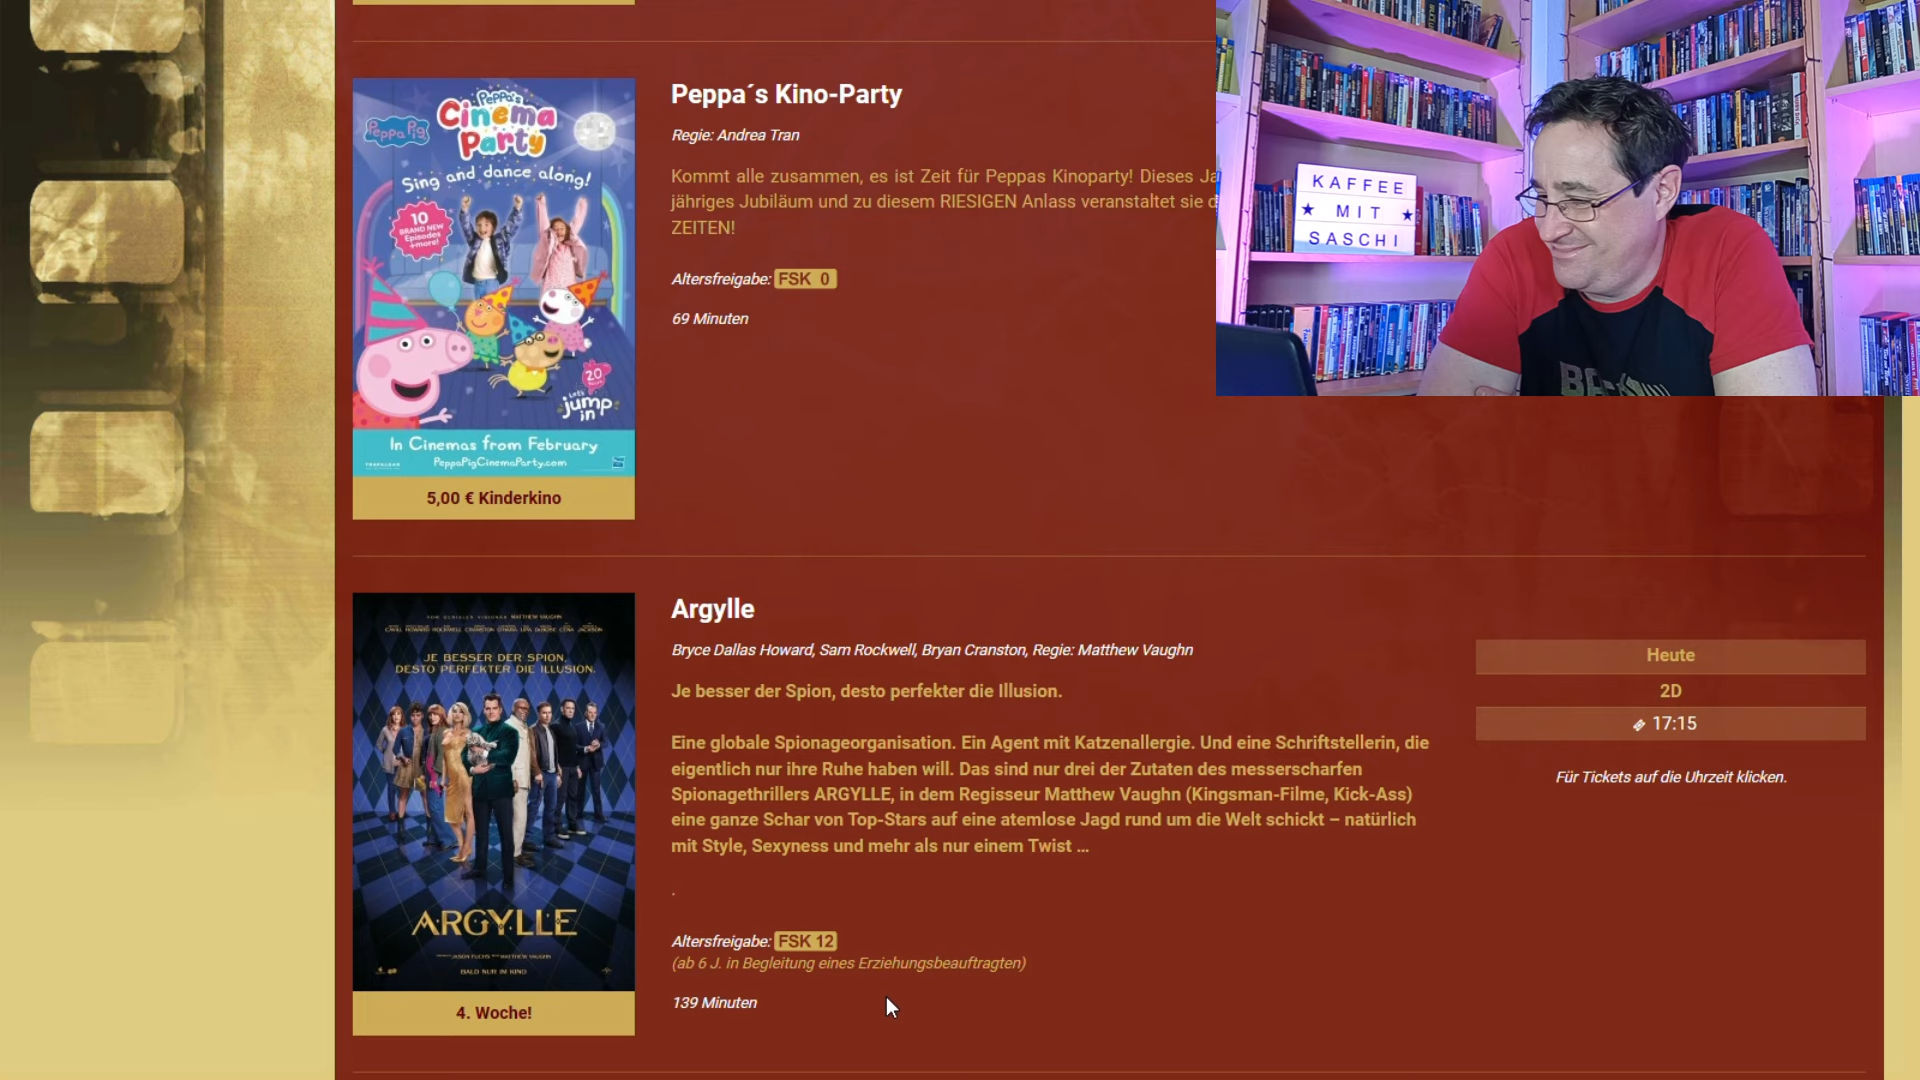 Peppa´s Kino-Party
Regie: Andrea Tran
Kommt alle zusammen, es ist Zeit für Peppas Kinoparty! Dieses Ja
jähriges Jubiläum und zu diesem RIESIGEN Anlass veranstaltet sie d
ZEITEN!
Altersfreigabe: FSK 0
69 Minuten
Peppa's
Cinema
Party
Peppa Pig
Sing and dance along!
10
BRAND NEW
Episodes
+more!
20
Let's
jump
in
In Cinemas from February
PeppaPigCinemaParty.com
5,00 € Kinderkino
KAFFEE
★ MIT ★
SASCHI
Argylle
Bryce Dallas Howard, Sam Rockwell, Bryan Cranston, Regie: Matthew Vaughn
Je besser der Spion, desto perfekter die Illusion.
Eine globale Spionageorganisation. Ein Agent mit Katzenallergie. Und eine Schriftstellerin, die
eigentlich nur ihre Ruhe haben will. Das sind nur drei der Zutaten des messerscharfen
Spionagethrillers ARGYLLE, in dem Regisseur Matthew Vaughn (Kingsman-Filme, Kick-Ass)
eine ganze Schar von Top-Stars auf eine atemlose Jagd rund um die Welt schickt – natürlich
mit Style, Sexyness und mehr als nur einem Twist ...
.
Altersfreigabe: FSK 12
(ab 6 J. in Begleitung eines Erziehungsbeauftragten)
139 Minuten
JE BESSER DER SPION,
DESTO PERFEKTER DIE ILLUSION.
ARGYLLE
BALD NUR IM KINO
4. Woche!
Heute
2D
17:15
Für Tickets auf die Uhrzeit klicken.